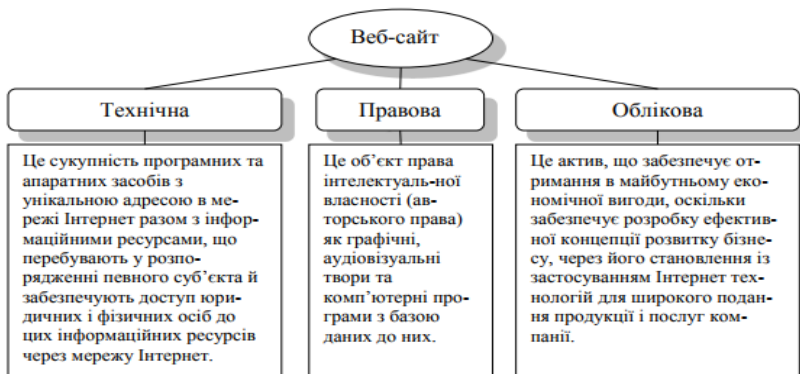 Веб-сайт
Технічна
Правова
Облікова
Це сукупність програмних та
апаратних засобів з
унікальною адресою в ме-
режі Інтернет разом з інфор-
маційними ресурсами, що
перебувають у розпо-
рядженні певного суб’єкта й
забезпечують доступ юри-
дичних і фізичних осіб до
цих інформаційних ресурсів
через мережу Інтернет.
Це об’єкт права
інтелектуаль-ної
власності (ав-
торського права)
як графічні,
аудіовізуальні
твори та
комп’ютерні про-
грами з базою
даних до них.
Це актив, що забезпечує от-
римання в майбутньому еко-
номічної вигоди, оскільки
забезпечує розробку ефектив-
ної концепції розвитку бізне-
су, через його становлення із
застосуванням Інтернет тех-
нологій для широкого подан-
ня продукції і послуг ком-
панії.